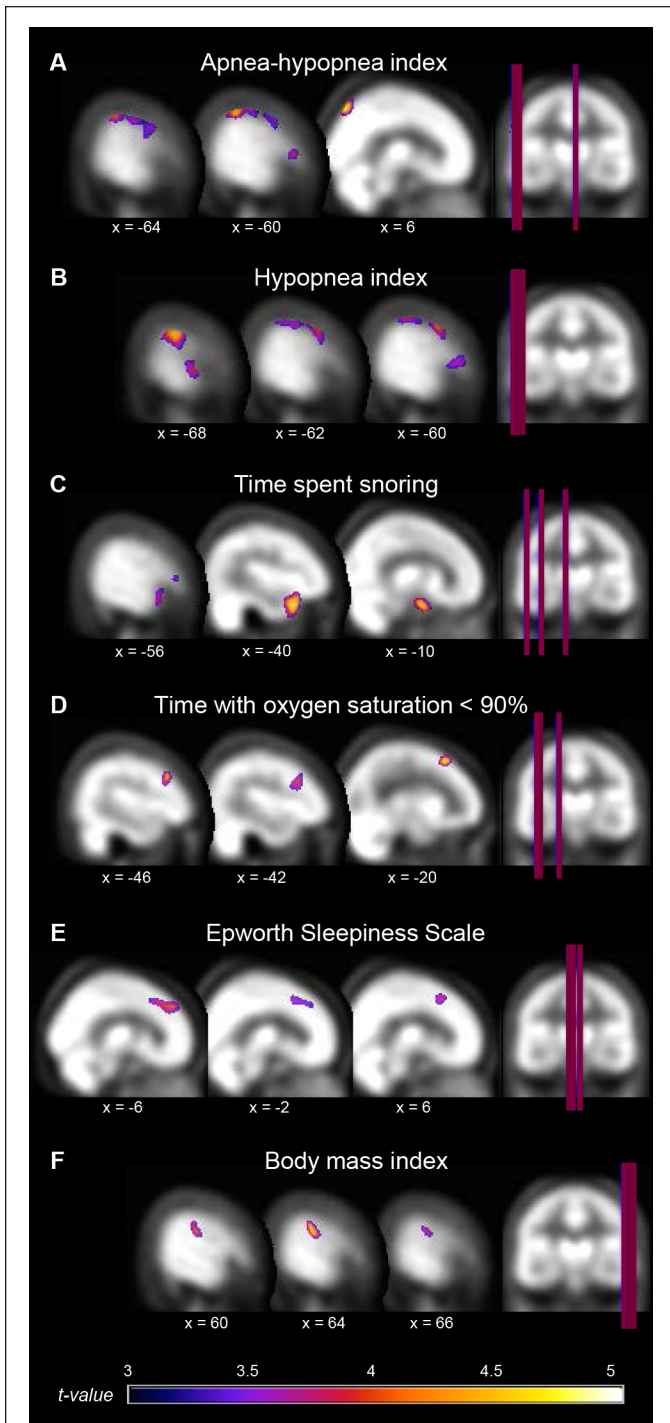 A Apnea-hypopnea index
x = -64 x = -60 x = 6
B Hypopnea index
x = -68 x = -62 x = -60
C Time spent snoring
x = -56 x = -40 x = -10
D Time with oxygen saturation < 90%
x = -46 x = -42 x = -20
E Epworth Sleepiness Scale
x = -6 x = -2 x = 6
F Body mass index
x = 60 x = 64 x = 66
3 3.5 4 4.5 5
t-value